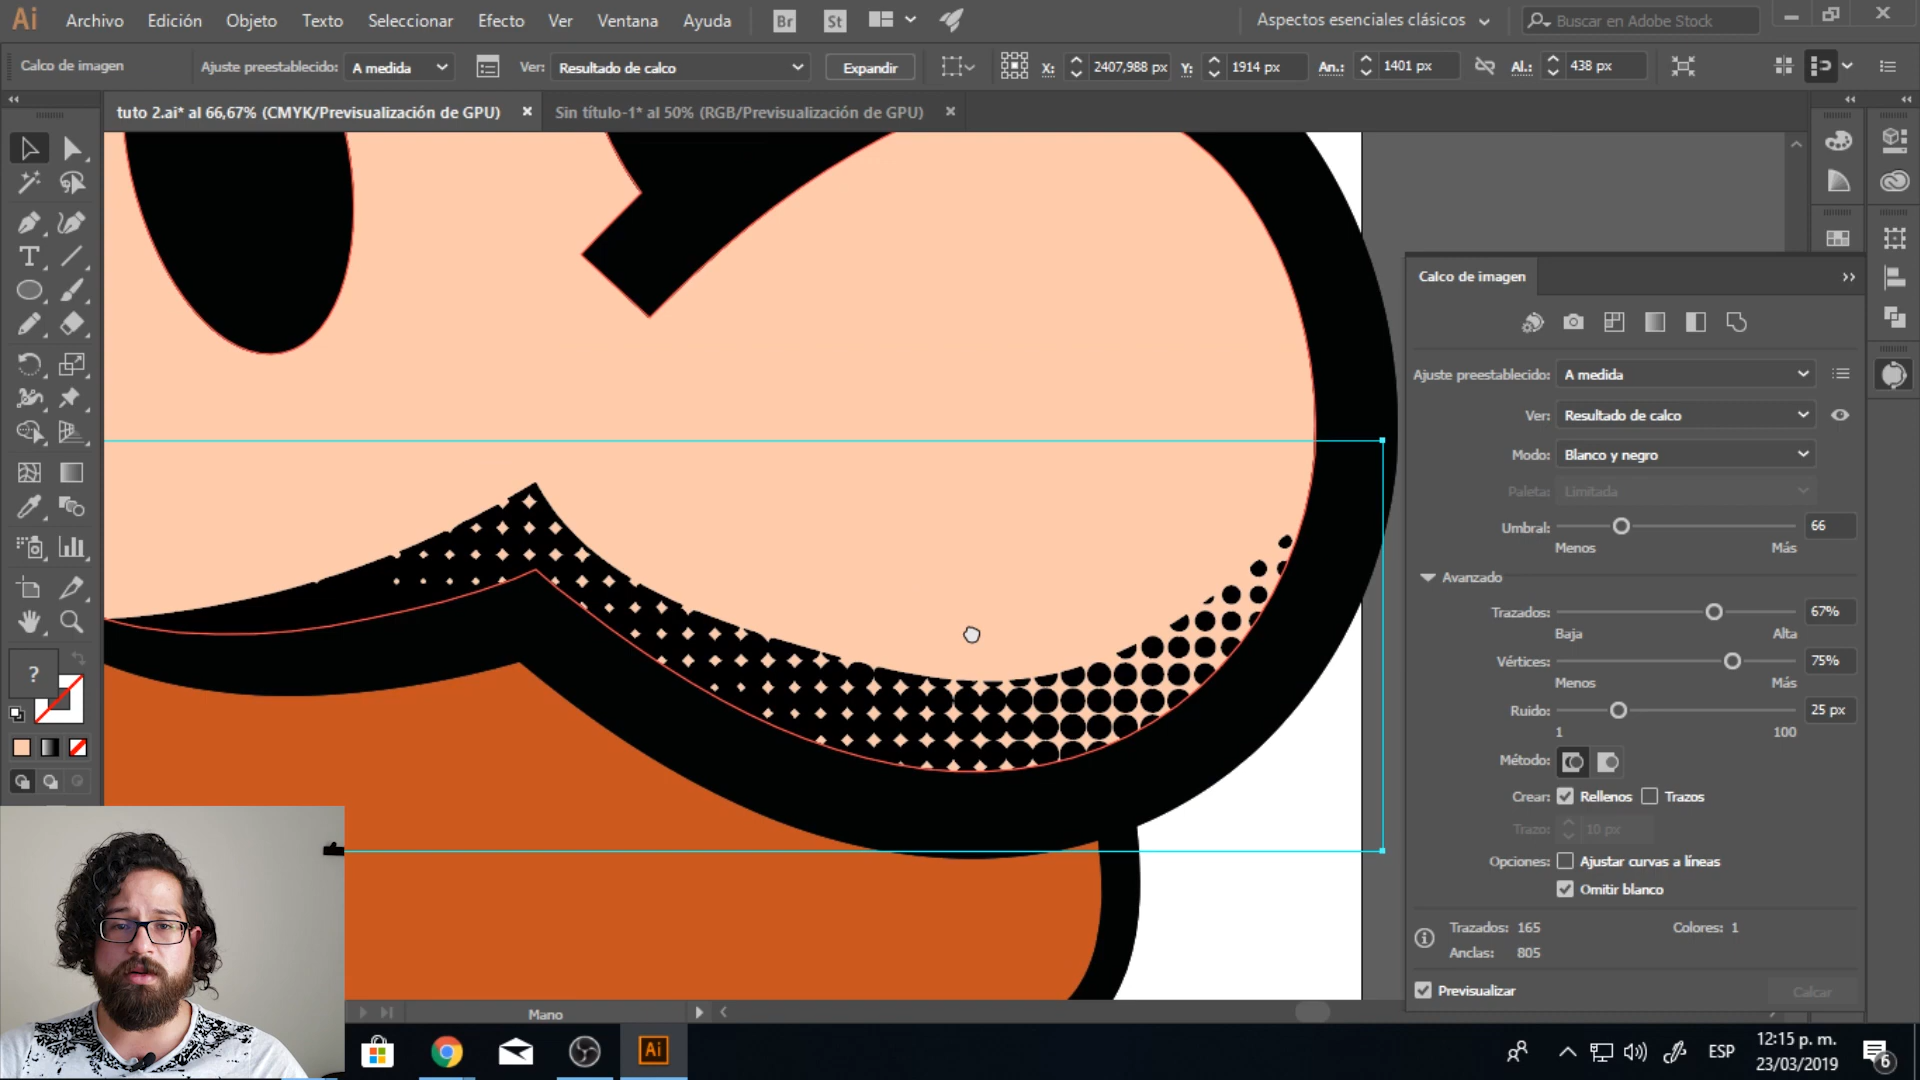 Ai Archivo Edición Objeto Texto Seleccionar Efecto Ver Ventana Ayuda Br St Aspectos esenciales clásicos Buscar en Adobe Stock
Calco de imagen Ajuste preestablecido: A medida Ver: Resultado de calco Expandir X: 2407,988 px Y: 1914 px An.: 1401 px Al.: 438 px
tuto 2.ai* al 66,67% (CMYK/Previsualización de GPU) × Sin título-1* al 50% (RGB/Previsualización de GPU) ×
Calco de imagen
Ajuste preestablecido: A medida
Ver: Resultado de calco
Modo: Blanco y negro
Paleta: Limitada
Umbral: 66
Menos Más
Avanzado
Trazados: 67%
Baja Alta
Vértices: 75%
Menos Más
Ruido: 25 px
1 100
Método:
Crear: Rellenos Trazos
Trazo: 10 px
Opciones: Ajustar curvas a líneas
Omitir blanco
Trazados: 165 Colores: 1
Anclas: 805
Previsualizar Calcar
T
?
Mano
Ai
ESP
12:15 p. m.
23/03/2019
6